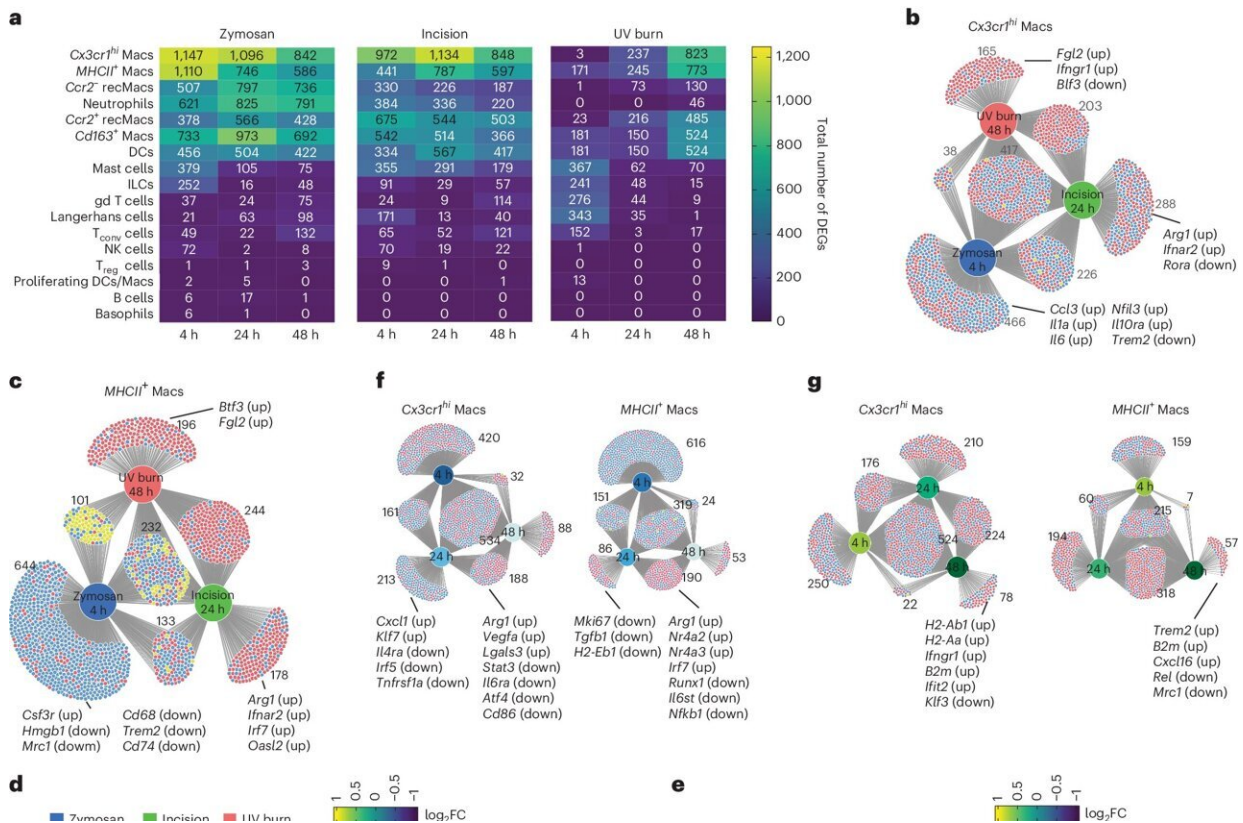 a
Zymosan Incision UV burn
Cx3cr1hi Macs 1,147 1,096 842 972 1,134 848 3 237 823
MHCII+ Macs 1,110 746 586 441 787 597 171 245 773
Ccr2− recMacs 507 797 736 330 226 187 1 73 130
Neutrophils 621 825 791 384 336 220 0 0 46
Ccr2+ recMacs 378 566 428 675 544 503 23 216 485
Cd163+ Macs 733 973 692 542 514 366 181 150 524
DCs 456 504 422 334 567 417 181 150 524
Mast cells 379 105 75 355 291 179 367 62 70
ILCs 252 16 48 91 29 57 241 48 15
gd T cells 37 24 75 24 9 114 276 44 9
Langerhans cells 21 63 98 171 13 40 343 35 1
Tconv cells 49 22 132 65 52 121 152 3 17
NK cells 72 2 8 70 19 22 1 0 0
Treg cells 1 1 3 9 1 0 0 0 0
Proliferating DCs/Macs 2 5 0 0 0 1 13 0 0
B cells 6 17 1 0 0 0 0 0 0
Basophils 6 1 0 0 0 0 0 0 0
4 h 24 h 48 h 4 h 24 h 48 h 4 h 24 h 48 h
1,200
1,000
800
600
400
200
0
Total number of DEGs
b
Cx3cr1hi Macs
165
Fgl2 (up)
Ifngr1 (up)
Blf3 (down)
UV burn
48 h
203
38
417
Incision
24 h
288
Arg1 (up)
Ifnar2 (up)
Rora (down)
Zymosan
4 h
226
466
Ccl3 (up) Nfil3 (up)
Il1a (up) Il10ra (up)
Il6 (up) Trem2 (down)
c
MHCII+ Macs
Btf3 (up)
Fgl2 (up)
196
UV burn
48 h
101
232
244
644
Zymosan
4 h
Incision
24 h
133
178
Csf3r (up)
Hmgb1 (down)
Mrc1 (dowm)
Cd68 (down)
Trem2 (down)
Cd74 (down)
Arg1 (up)
Ifnar2 (up)
Irf7 (up)
Oasl2 (up)
f
Cx3cr1hi Macs
420
4 h
32
161
534
48 h
88
24 h
213
188
Cxcl1 (up)
Klf7 (up)
Il4ra (down)
Irf5 (down)
Tnfrsf1a (down)
Arg1 (up)
Vegfa (up)
Lgals3 (up)
Stat3 (down)
Il6ra (down)
Atf4 (down)
Cd86 (down)
MHCII+ Macs
616
4 h
151
319
24
86
24 h
48 h
53
190
Mki67 (down)
Tgfb1 (down)
H2-Eb1 (down)
Arg1 (up)
Nr4a2 (up)
Nr4a3 (up)
Irf7 (up)
Runx1 (down)
Il6st (down)
Nfkb1 (down)
g
Cx3cr1hi Macs
210
176
24 h
4 h
524
224
48 h
250
22
78
H2-Ab1 (up)
H2-Aa (up)
Ifngr1 (up)
B2m (up)
Ifit2 (up)
Klf3 (down)
MHCII+ Macs
159
4 h
60
7
215
194
57
24 h
48 h
318
Trem2 (up)
B2m (up)
Cxcl16 (up)
Rel (down)
Mrc1 (down)
d
Zymosan Incision UV burn
1 0.5 0 −0.5 −1
log2FC
e
1 0.5 0 −0.5 −1
log2FC